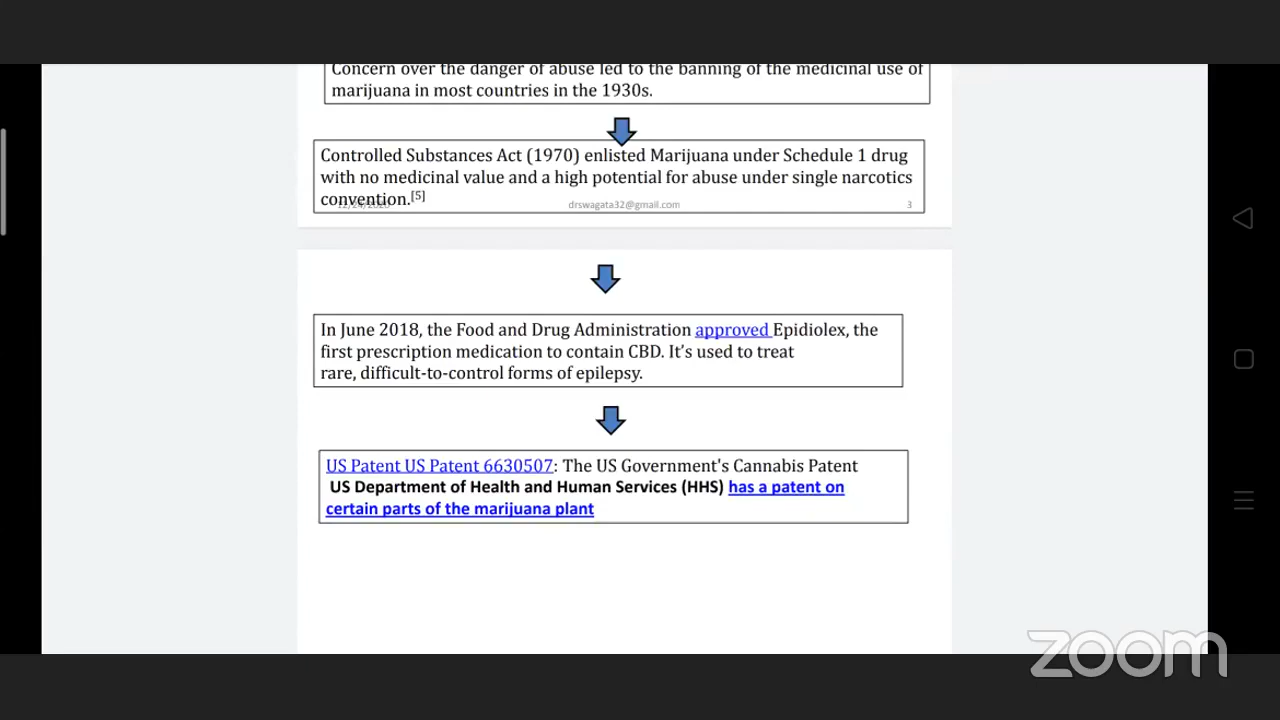 Concern over the danger of abuse led to the banning of the medicinal use of
marijuana in most countries in the 1930s.
Controlled Substances Act (1970) enlisted Marijuana under Schedule 1 drug
with no medicinal value and a high potential for abuse under single narcotics
convention.[5]
drswagata32@gmail.com
3
In June 2018, the Food and Drug Administration approved Epidiolex, the
first prescription medication to contain CBD. It’s used to treat
rare, difficult-to-control forms of epilepsy.
US Patent US Patent 6630507: The US Government's Cannabis Patent
US Department of Health and Human Services (HHS) has a patent on
certain parts of the marijuana plant
zoom